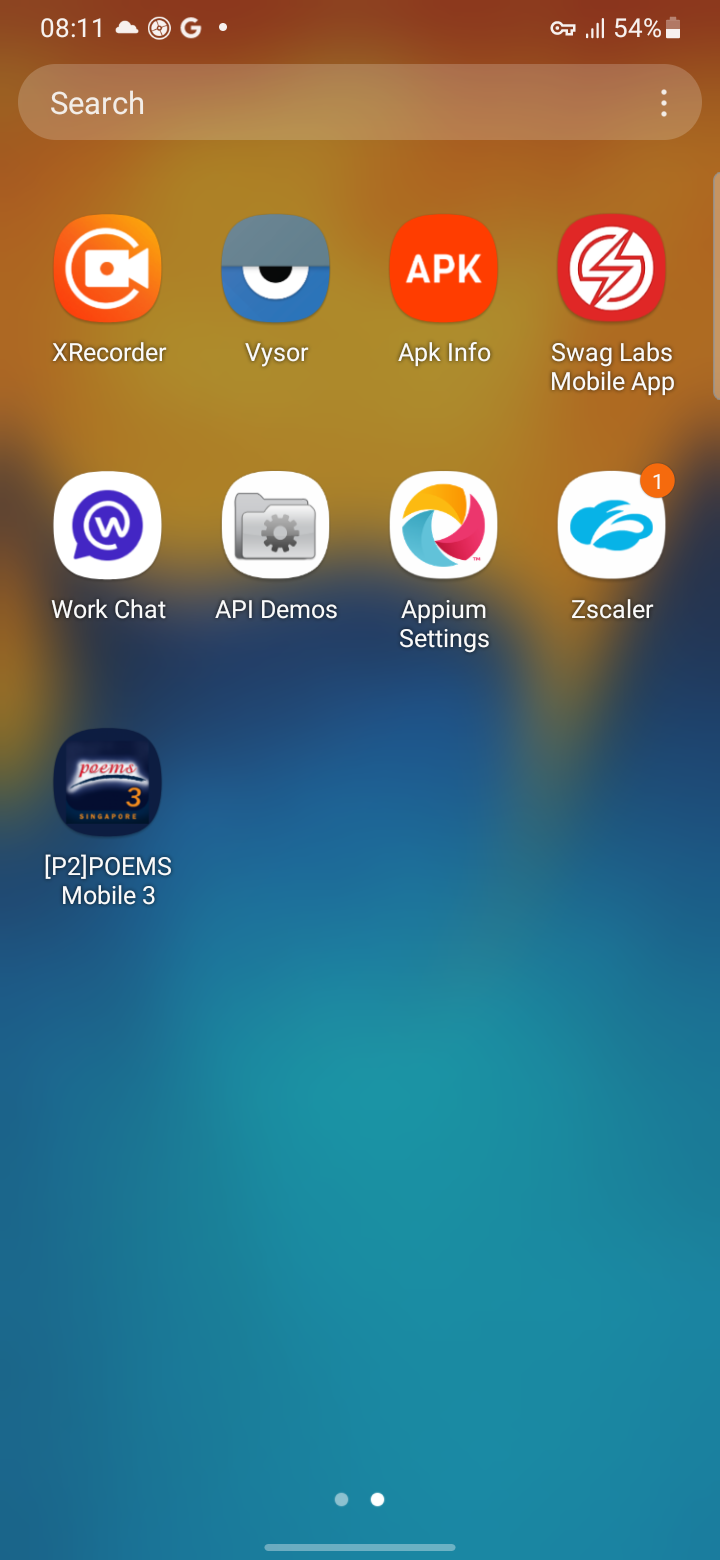 08:11
54%
Search
APK
XRecorder
Vysor
Apk Info
Swag Labs
Mobile App
W
1
Work Chat
API Demos
Appium
Settings
Zscaler
poems
3
SINGAPORE
[P2]POEMS
Mobile 3